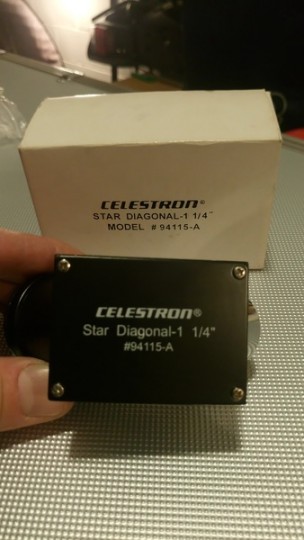 CELESTRON®
STAR DIAGONAL-1 1/4"
MODEL # 94115-A
CELESTRON®
Star Diagonal-1 1/4"
#94115-A